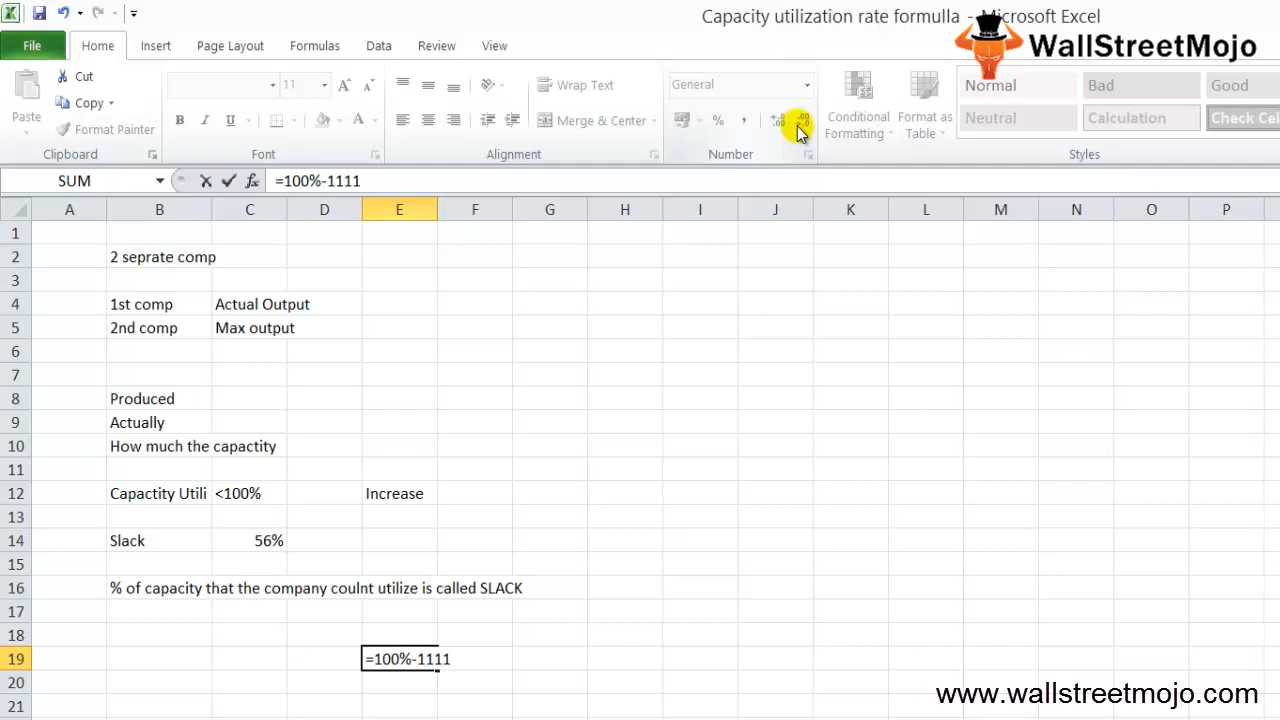 Capacity utilization rate formulla - Microsoft Excel
WallStreetMojo
File Home Insert Page Layout Formulas Data Review View
Paste
Cut
Copy
Format Painter
11
A A
B I U
A
Wrap Text
Merge & Center
General
% ,
Conditional Formatting
Format as Table
Normal Bad Good
Neutral Calculation Check Cel
Clipboard Font Alignment Number Styles
SUM fx =100%-1111
A B C D E F G H I J K L M N O P
1
2 2 seprate comp
3
4 1st comp Actual Output
5 2nd comp Max output
6
7
8 Produced
9 Actually
10 How much the capactity
11
12 Capactity Utili <100% Increase
13
14 Slack 56%
15
16 % of capacity that the company coulnt utilize is called SLACK
17
18
19 =100%-1111
20
21
www.wallstreetmojo.com